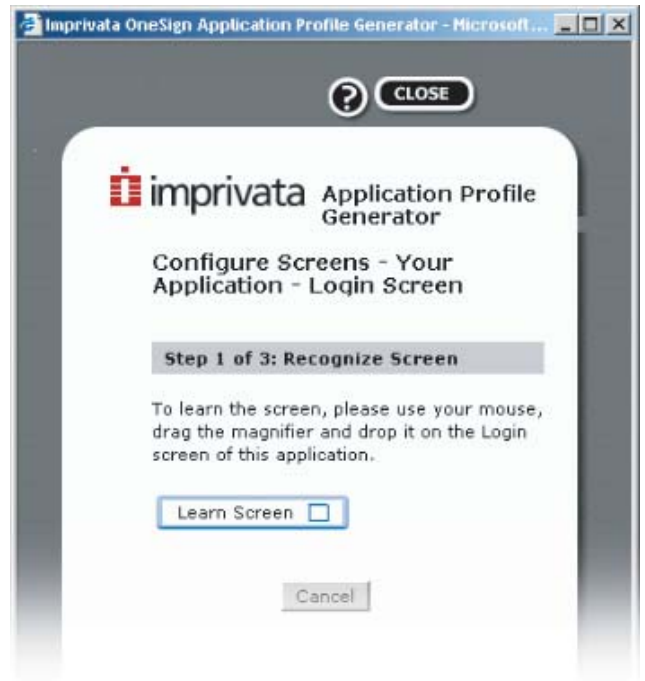 Imprivata OneSign Application Profile Generator - Microsoft...
? CLOSE
imprivata Application Profile
Generator
Configure Screens - Your
Application - Login Screen
Step 1 of 3: Recognize Screen
To learn the screen, please use your mouse,
drag the magnifier and drop it on the Login
screen of this application.
Learn Screen
Cancel